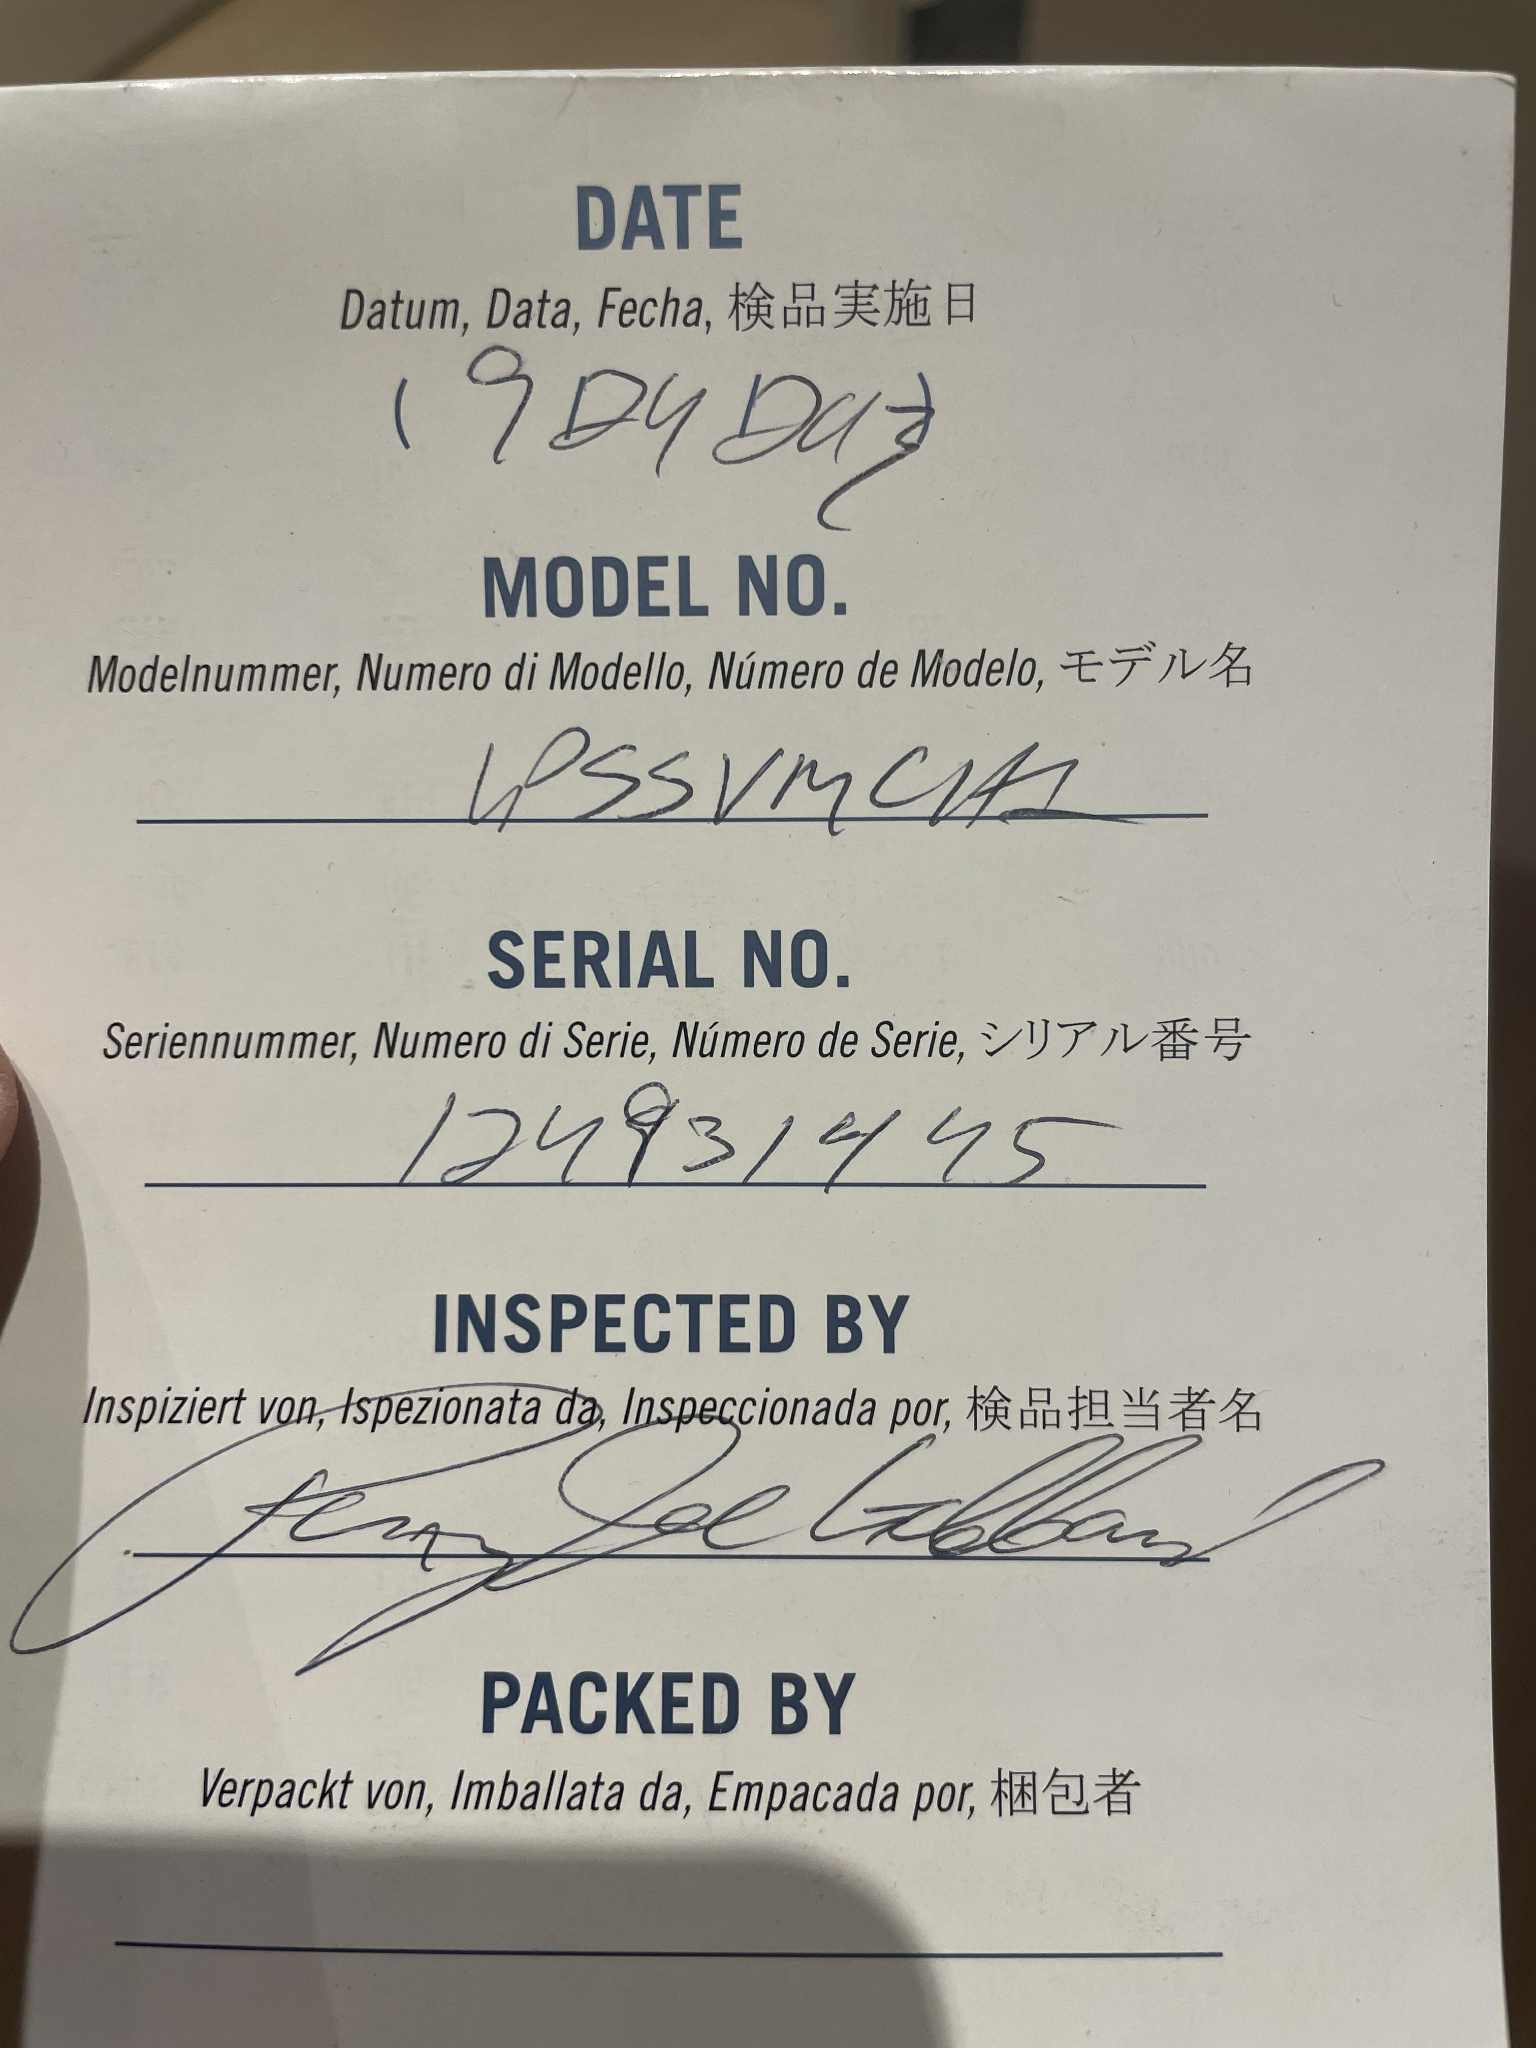 DATE
Datum, Data, Fecha, 検品実施日
MODEL NO.
Modelnummer, Numero di Modello, Número de Modelo, モデル名
LPSSVMCHA1
SERIAL NO.
Seriennummer, Numero di Serie, Número de Serie, シリアル番号
124931445
INSPECTED BY
Inspiziert von, Ispezionata da, Inspeccionada por, 検品担当者名
PACKED BY
Verpackt von, Imballata da, Empacada por, 梱包者